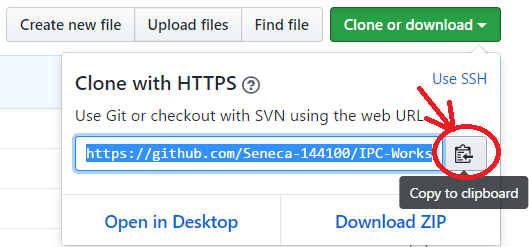 Create new file Upload files Find file Clone or download
Clone with HTTPS ? Use SSH
Use Git or checkout with SVN using the web URL.
https://github.com/Seneca-144100/IPC-Works
Copy to clipboard
Open in Desktop Download ZIP